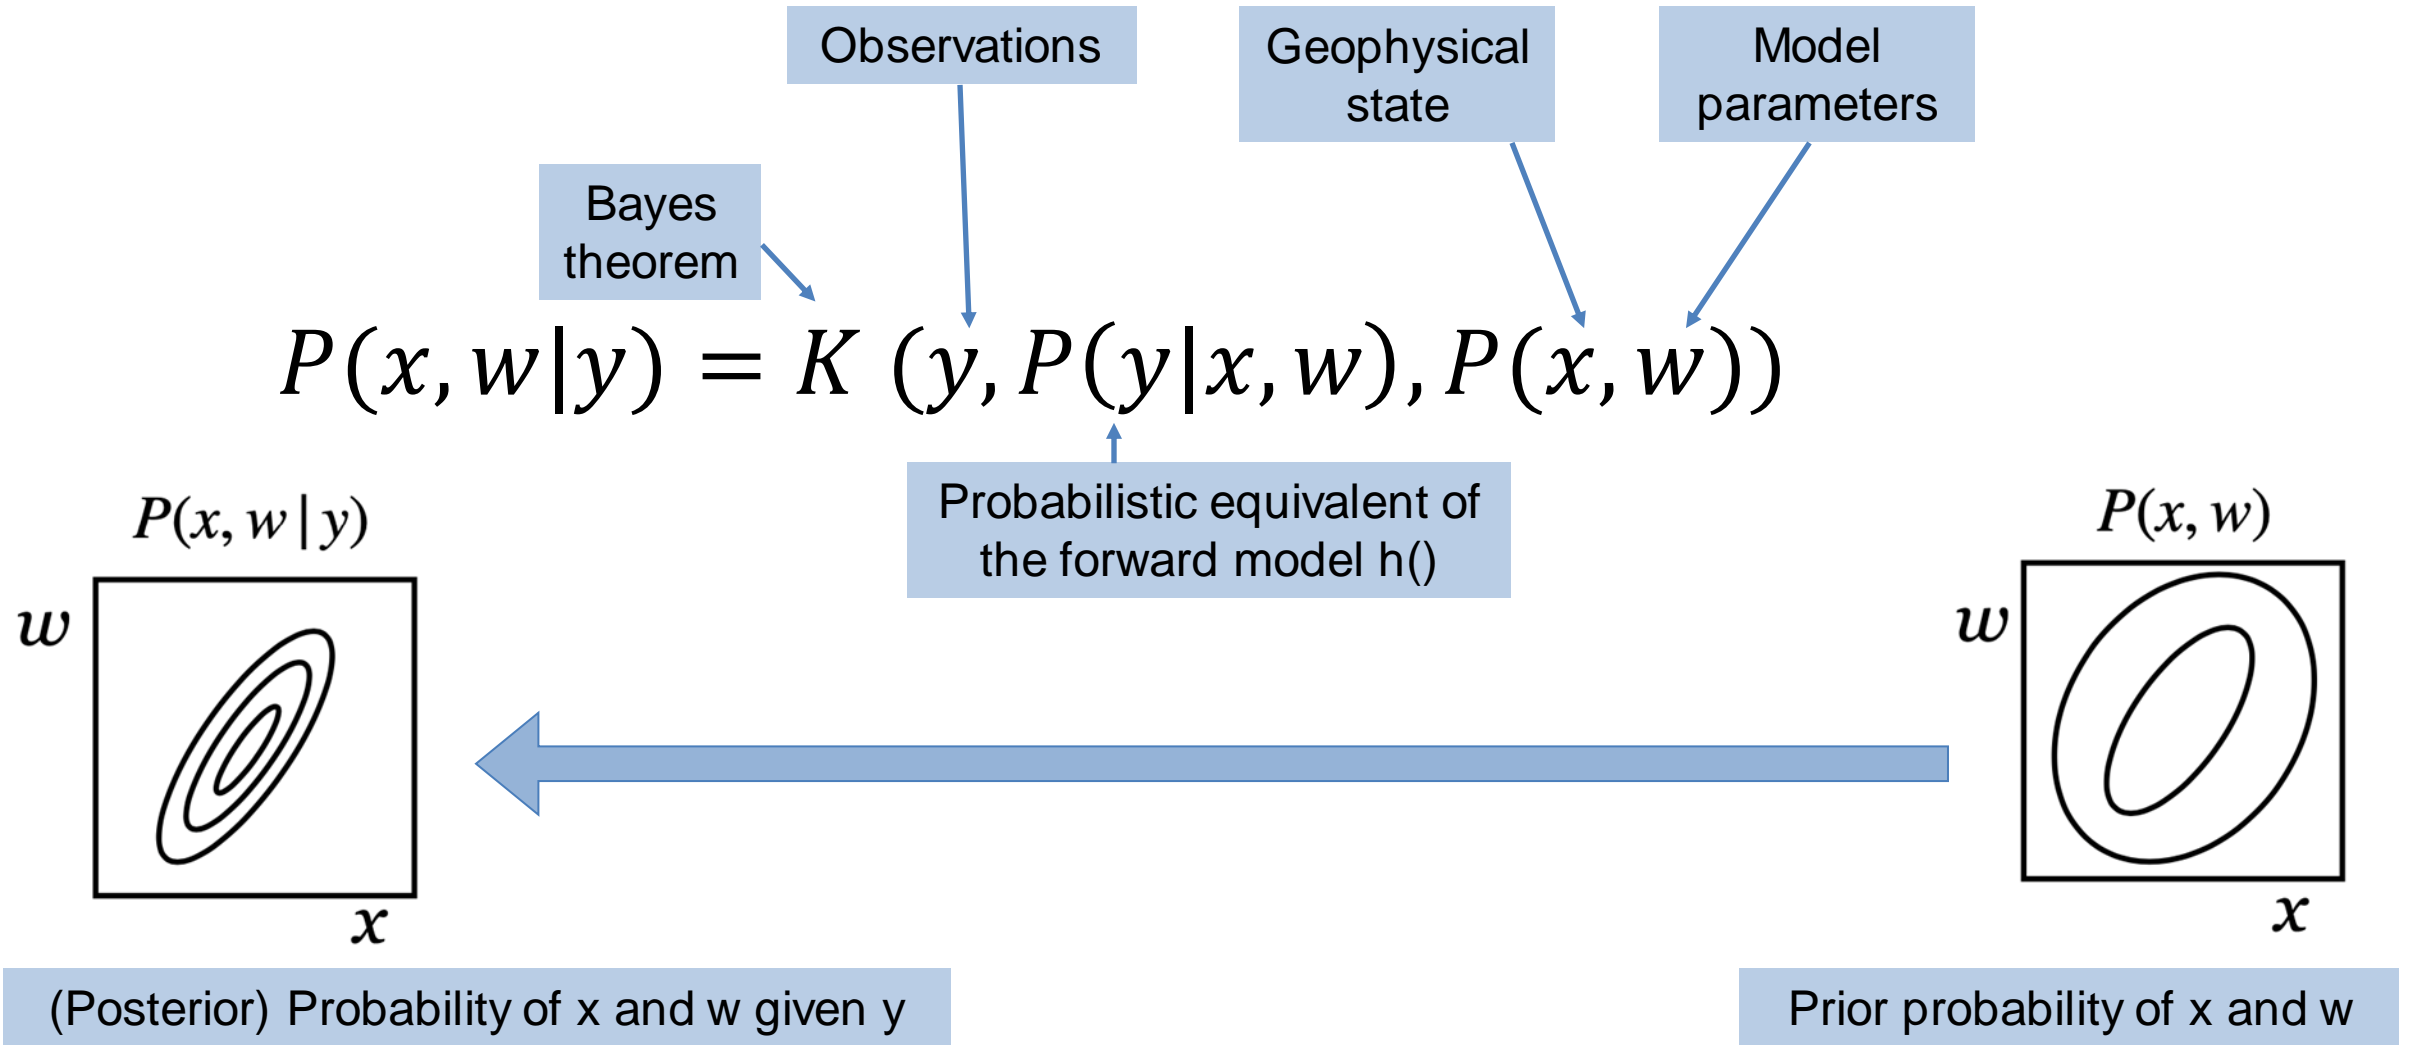 Observations
Geophysical
state
Model
parameters
Bayes
theorem
P(x, w|y) = K (y, P(y|x, w), P(x, w))
Probabilistic equivalent of
the forward model h()
P(x, w | y)
w
x
P(x, w)
w
x
(Posterior) Probability of x and w given y
Prior probability of x and w